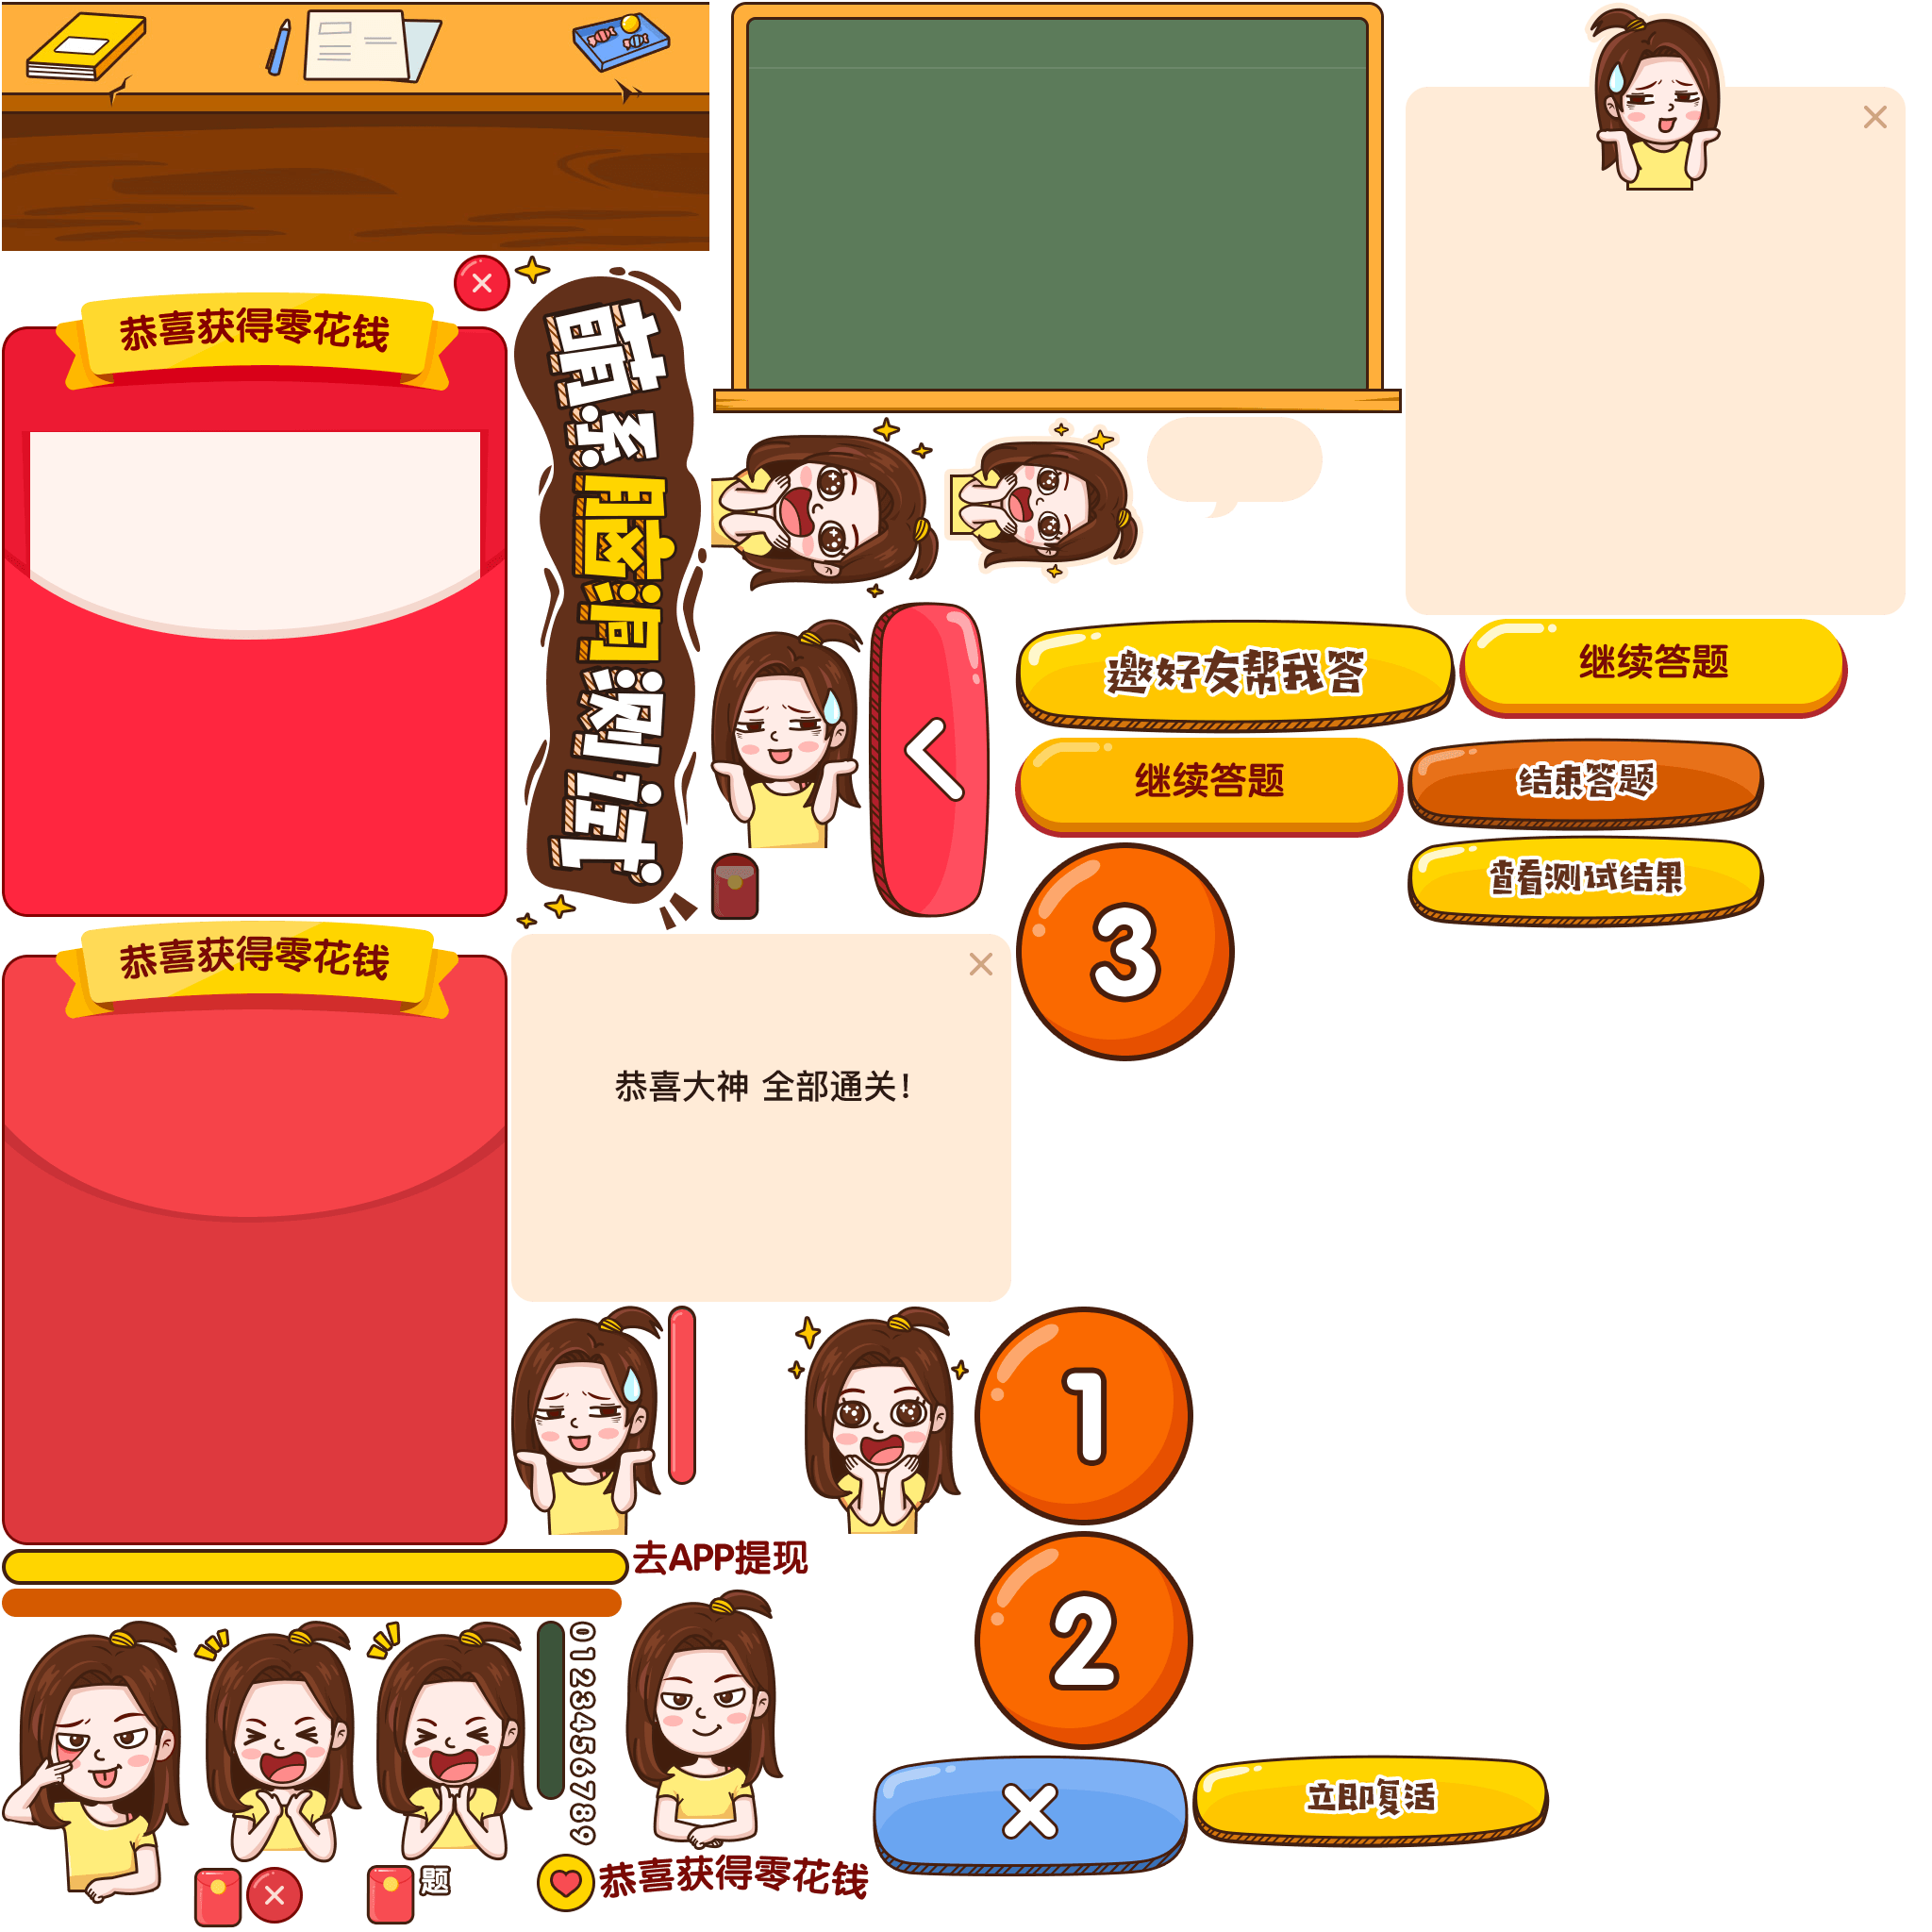 恭喜获得零花钱
萌系脑洞测试
邀好友帮我答
继续答题
继续答题
结束答题
查看测试结果
3
恭喜获得零花钱
恭喜大神 全部通关!
1
去APP提现
2
0123456789
立即复活
题
恭喜获得零花钱